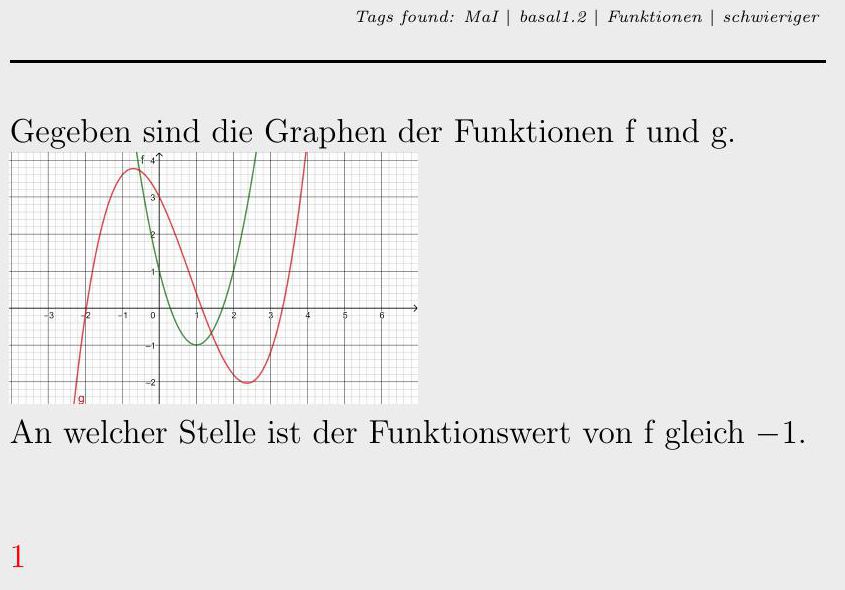 Tags found: MaI | basal1.2 | Funktionen | schwieriger
Gegeben sind die Graphen der Funktionen f und g.
f 4
3
2
1
−3 −2 −1 0 1 2 3 4 5 6
−1
−2
g
An welcher Stelle ist der Funktionswert von f gleich −1.
1